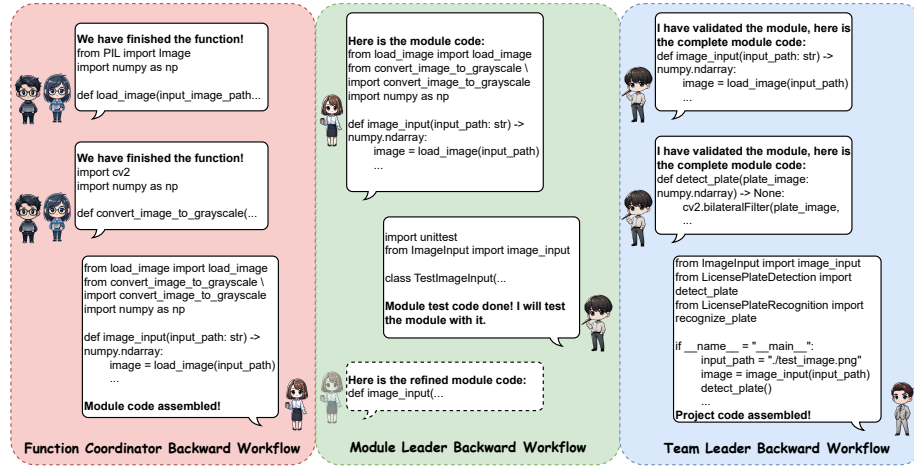 We have finished the function!
from PIL import Image
import numpy as np
def load_image(input_image_path...
We have finished the function!
import cv2
import numpy as np
def convert_image_to_grayscale(...
from load_image import load_image
from convert_image_to_grayscale \
import convert_image_to_grayscale
import numpy as np
def image_input(input_path: str) ->
numpy.ndarray:
image = load_image(input_path)
...
Module code assembled!
Function Coordinator Backward Workflow
Here is the module code:
from load_image import load_image
from convert_image_to_grayscale \
import convert_image_to_grayscale
import numpy as np
def image_input(input_path: str) ->
numpy.ndarray:
image = load_image(input_path)
...
import unittest
from ImageInput import image_input
class TestImageInput(...
Module test code done! I will test
the module with it.
Here is the refined module code:
def image_input(...
Module Leader Backward Workflow
I have validated the module, here is
the complete module code:
def image_input(input_path: str) ->
numpy.ndarray:
image = load_image(input_path)
...
I have validated the module, here is
the complete module code:
def detect_plate(plate_image:
numpy.ndarray) -> None:
cv2.bilateralFilter(plate_image,
...
from ImageInput import image_input
from LicensePlateDetection import
detect_plate
from LicensePlateRecognition import
recognize_plate
if __name__ = "__main__":
input_path = "./test_image.png"
image = image_input(input_path)
detect_plate()
...
Project code assembled!
Team Leader Backward Workflow